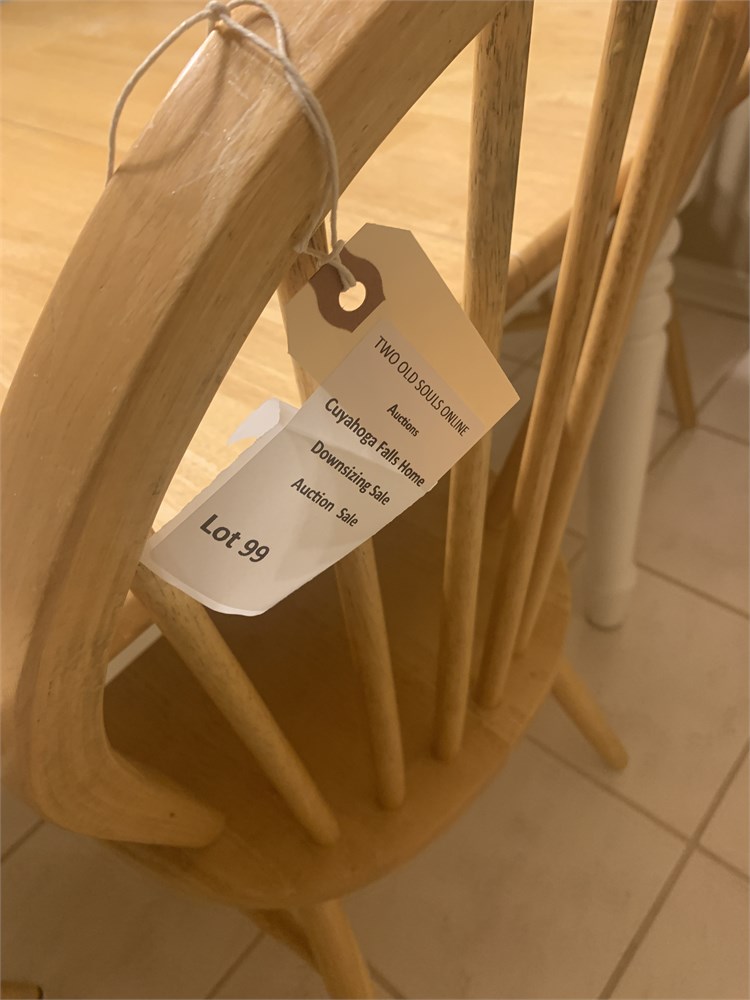 TWO OLD SOULS ONLINE
Auctions
Cuyahoga Falls Home
Downsizing Sale
Auction Sale
Lot 99